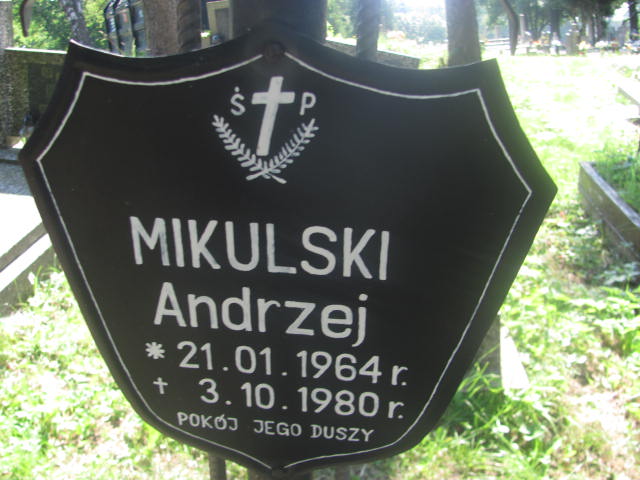 Ś P
MIKULSKI
Andrzej
* 21.01.1964 r.
† 3.10.1980 r.
POKÓJ JEGO DUSZY